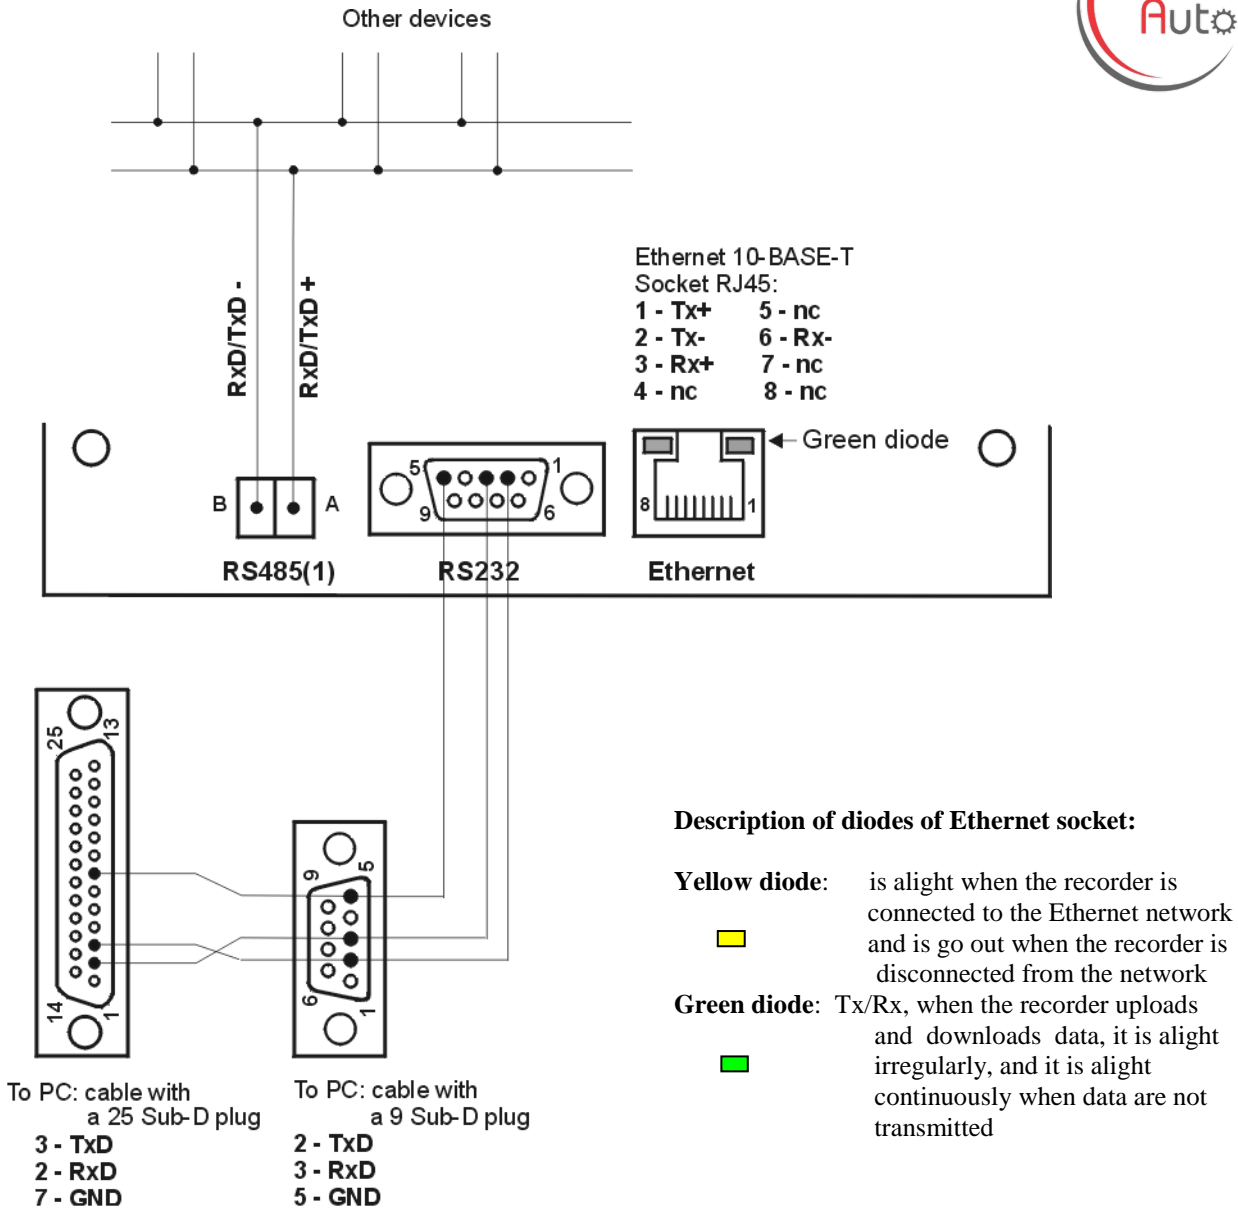 Other devices
Auto
RxD/TxD -
RxD/TxD +
Ethernet 10-BASE-T
Socket RJ45:
1 - Tx+ 5 - nc
2 - Tx- 6 - Rx-
3 - Rx+ 7 - nc
4 - nc 8 - nc
Green diode
5 1
9 6
8 1
B A
RS485(1) RS232 Ethernet
25 13
14 1
9 5
6 1
Description of diodes of Ethernet socket:
Yellow diode: is alight when the recorder is
connected to the Ethernet network
and is go out when the recorder is
disconnected from the network
Green diode: Tx/Rx, when the recorder uploads
and downloads data, it is alight
irregularly, and it is alight
continuously when data are not
transmitted
To PC: cable with
a 25 Sub-D plug
3 - TxD
2 - RxD
7 - GND
To PC: cable with
a 9 Sub-D plug
2 - TxD
3 - RxD
5 - GND